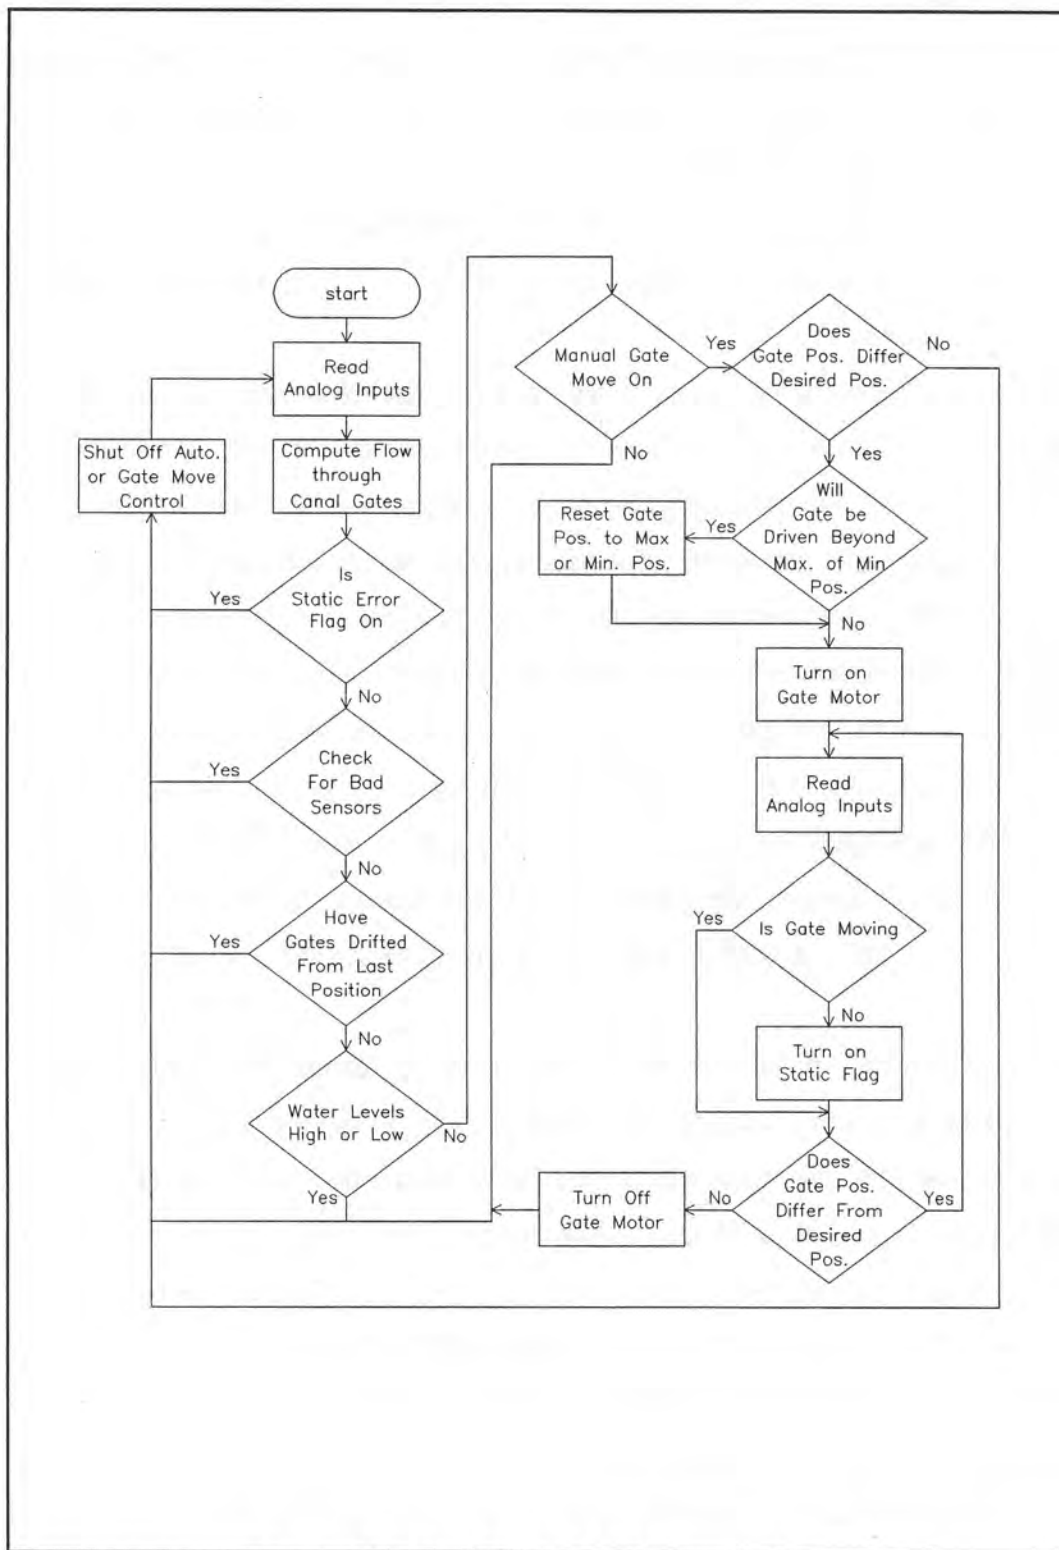 start
Read
Analog Inputs
Shut Off Auto.
or Gate Move
Control
Compute Flow
through
Canal Gates
Is
Static Error
Flag On
Yes
No
Check
For Bad
Sensors
Yes
No
Have
Gates Drifted
From Last
Position
Yes
No
Water Levels
High or Low
No
Yes
Manual Gate
Move On
Yes
No
Does
Gate Pos. Differ
Desired Pos.
No
Yes
Will
Gate be
Driven Beyond
Max. of Min
Pos.
Yes
No
Reset Gate
Pos. to Max
or Min. Pos.
Turn on
Gate Motor
Read
Analog Inputs
Is Gate Moving
Yes
No
Turn on
Static Flag
Does
Gate Pos.
Differ From
Desired
Pos.
Yes
No
Turn Off
Gate Motor